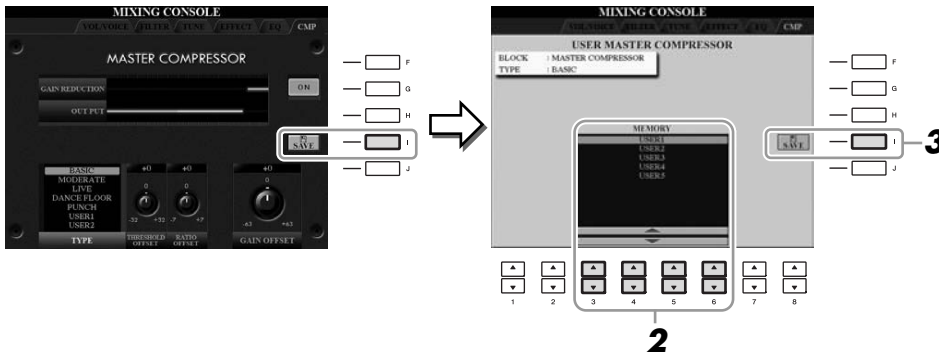 MIXING CONSOLE
VOL/VOICE FILTER TUNE EFFECT EQ CMP
MASTER COMPRESSOR
GAIN REDUCTION
ON
OUT PUT
SAVE
BASIC
MODERATE
LIVE
DANCE FLOOR
PUNCH
USER1
USER2
TYPE
+0 +0 +0
0 0 0
-32 +32 -7 +7 -63 +63
THRESHOLD OFFSET
RATIO OFFSET
GAIN OFFSET
F
G
H
I
J
MIXING CONSOLE
VOL/VOICE FILTER TUNE EFFECT EQ CMP
USER MASTER COMPRESSOR
BLOCK : MASTER COMPRESSOR
TYPE : BASIC
MEMORY
USER1
USER2
USER3
USER4
USER5
SAVE
F
G
H
I
J
3
1 2 3 4 5 6 7 8
2